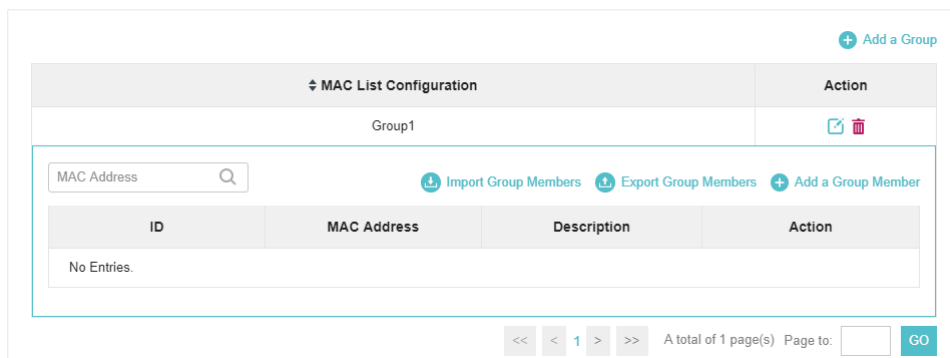 Add a Group
MAC List Configuration Action
Group1
MAC Address Import Group Members Export Group Members Add a Group Member
ID MAC Address Description Action
No Entries.
<< < 1 > >> A total of 1 page(s) Page to: GO